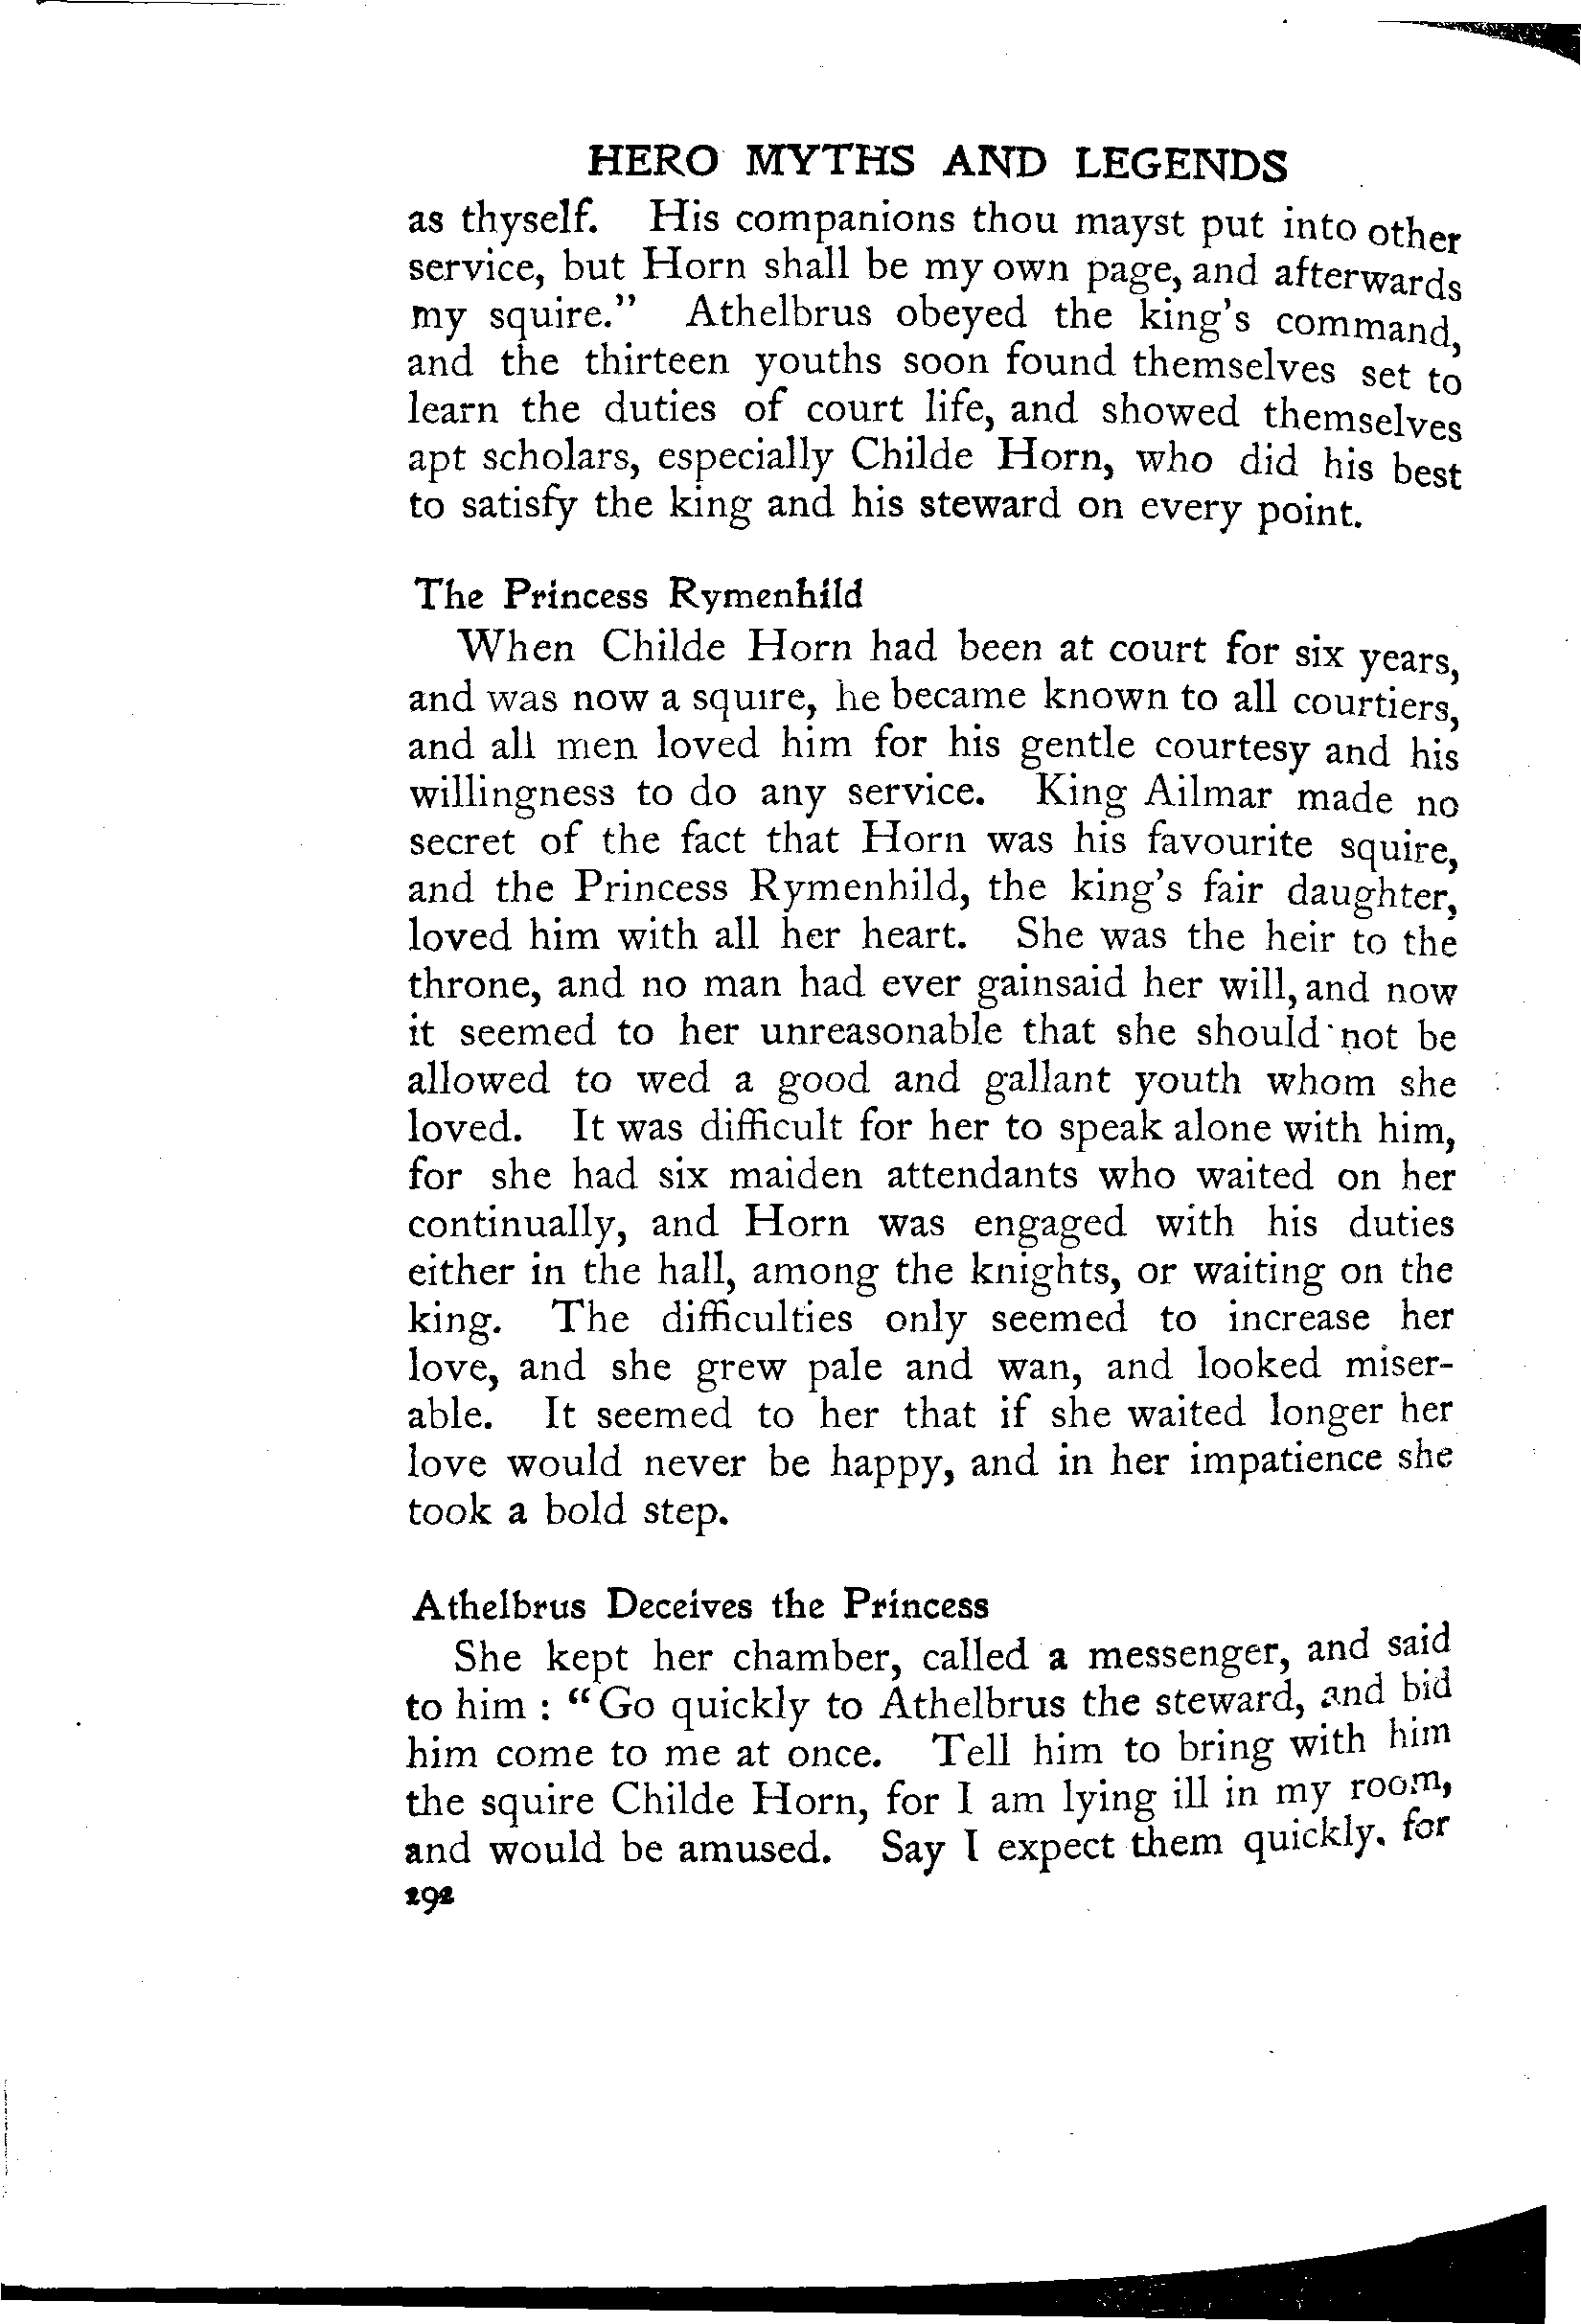 HERO MYTHS AND LEGENDS
as thyself. His companions thou mayst put into other
service, but Horn shall be my own page, and afterwards
my squire." Athelbrus obeyed the king's command,
and the thirteen youths soon found themselves set to
learn the duties of court life, and showed themselves
apt scholars, especially Childe Horn, who did his best
to satisfy the king and his steward on every point.
The Princess Rymenhild
When Childe Horn had been at court for six years,
and was now a squire, he became known to all courtiers,
and all men loved him for his gentle courtesy and his
willingness to do any service. King Ailmar made no
secret of the fact that Horn was his favourite squire,
and the Princess Rymenhild, the king's fair daughter,
loved him with all her heart. She was the heir to the
throne, and no man had ever gainsaid her will, and now
it seemed to her unreasonable that she should not be
allowed to wed a good and gallant youth whom she
loved. It was difficult for her to speak alone with him,
for she had six maiden attendants who waited on her
continually, and Horn was engaged with his duties
either in the hall, among the knights, or waiting on the
king. The difficulties only seemed to increase her
love, and she grew pale and wan, and looked miser-
able. It seemed to her that if she waited longer her
love would never be happy, and in her impatience she
took a bold step.
Athelbrus Deceives the Princess
She kept her chamber, called a messenger, and said
to him : "Go quickly to Athelbrus the steward, and bid
him come to me at once. Tell him to bring with him
the squire Childe Horn, for I am lying ill in my room,
and would be amused. Say I expect them quickly, for
292